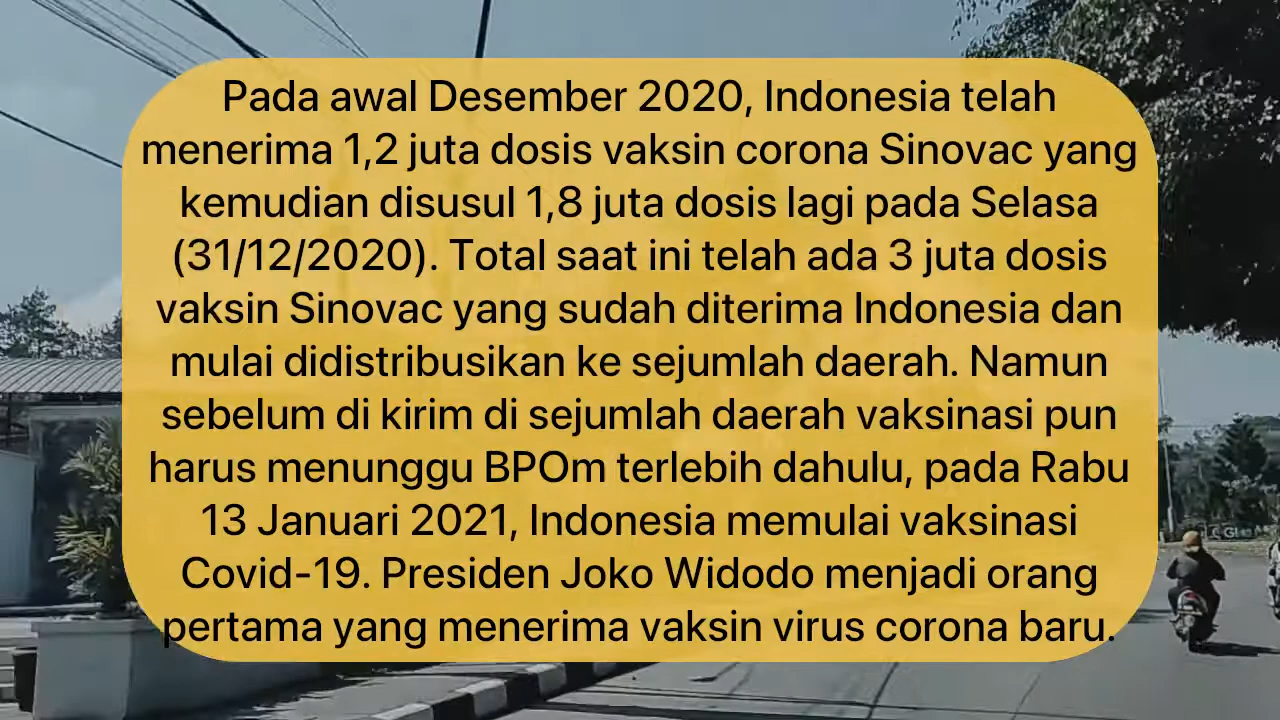 Pada awal Desember 2020, Indonesia telah
menerima 1,2 juta dosis vaksin corona Sinovac yang
kemudian disusul 1,8 juta dosis lagi pada Selasa
(31/12/2020). Total saat ini telah ada 3 juta dosis
vaksin Sinovac yang sudah diterima Indonesia dan
mulai didistribusikan ke sejumlah daerah. Namun
sebelum di kirim di sejumlah daerah vaksinasi pun
harus menunggu BPOm terlebih dahulu, pada Rabu
13 Januari 2021, Indonesia memulai vaksinasi
Covid-19. Presiden Joko Widodo menjadi orang
pertama yang menerima vaksin virus corona baru.